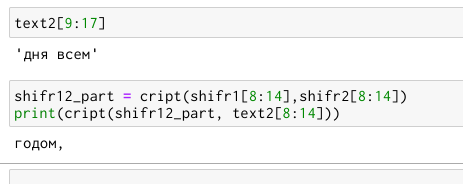 text2[9:17]
'дня всем'
shifr12_part = cript(shifr1[8:14],shifr2[8:14])
print(cript(shifr12_part, text2[8:14]))
годом,